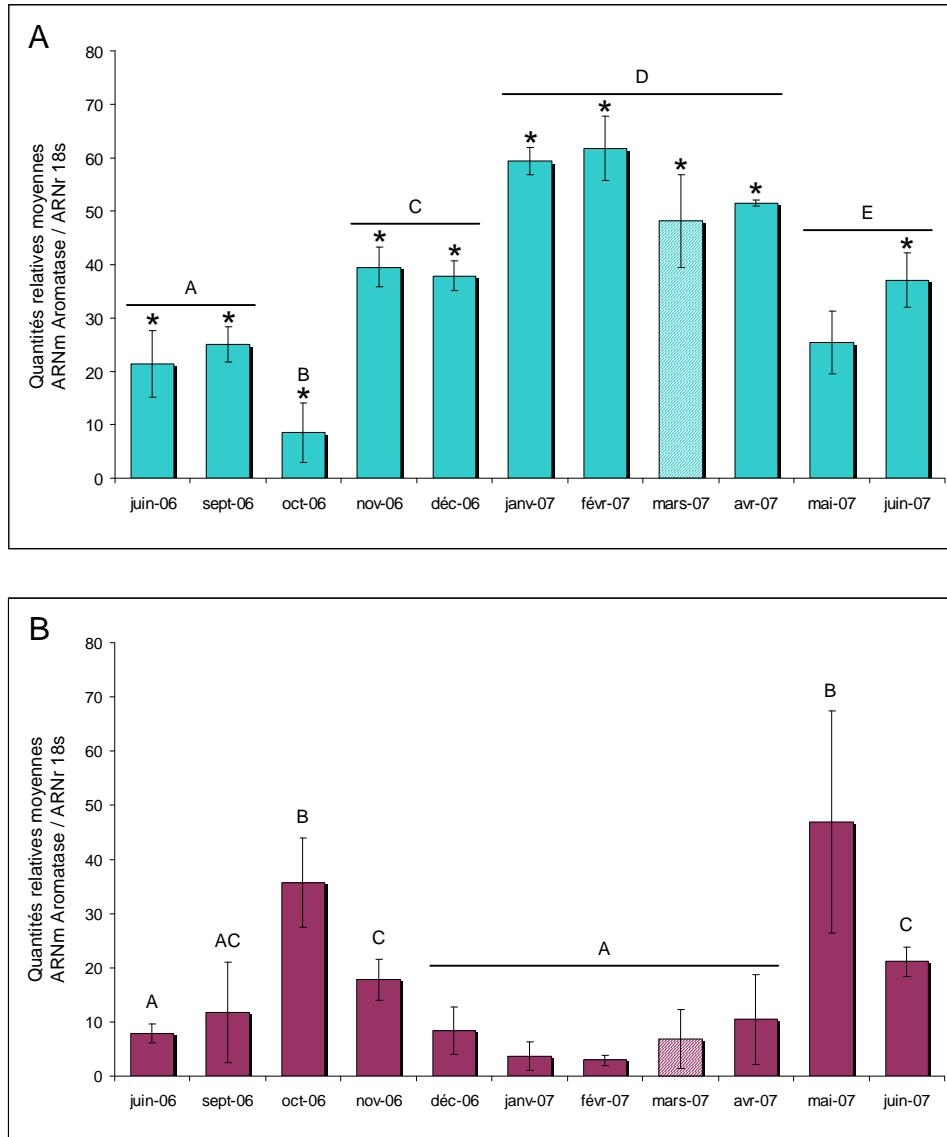 A
Quantités relatives moyennes
ARNm Aromatase / ARNr 18s
80
70
60
50
40
30
20
10
0
A
B
C
D
E
* * * * * * * * * *
juin-06 sept-06 oct-06 nov-06 déc-06 janv-07 févr-07 mars-07 avr-07 mai-07 juin-07
B
Quantités relatives moyennes
ARNm Aromatase / ARNr 18s
80
70
60
50
40
30
20
10
0
A
AC
B
C
A
B
C
juin-06 sept-06 oct-06 nov-06 déc-06 janv-07 févr-07 mars-07 avr-07 mai-07 juin-07